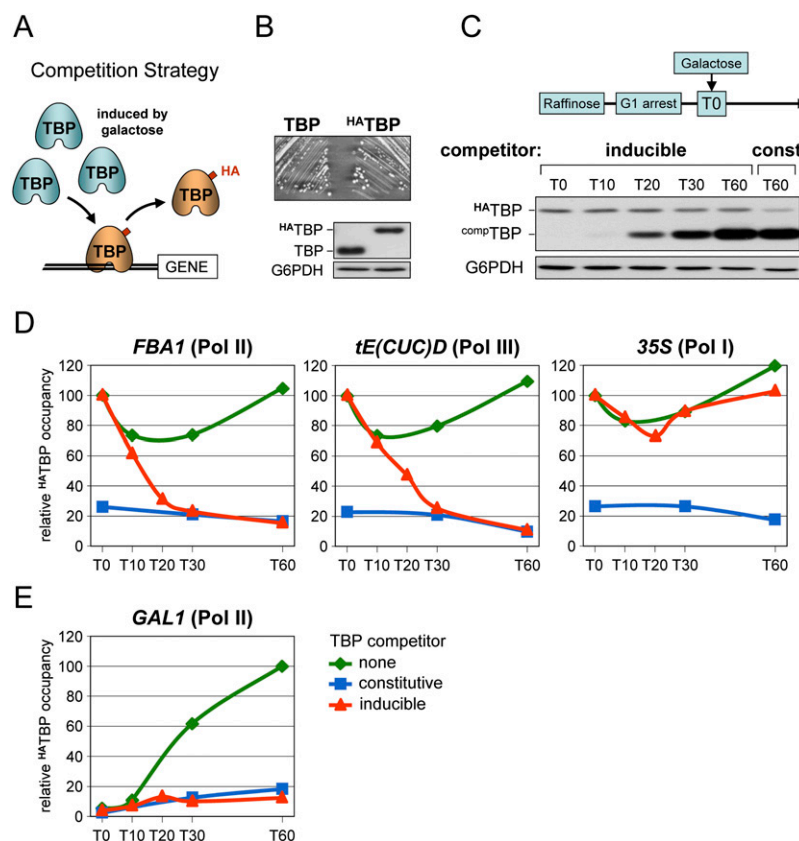 A
Competition Strategy
induced by
galactose
TBP
TBP
TBP
TBP
HA
TBP
GENE
B
TBP HATBP
HATBP
TBP
G6PDH
C
Galactose
Raffinose G1 arrest T0
competitor: inducible const
T0 T10 T20 T30 T60 T60
HATBP
compTBP
G6PDH
D
FBA1 (Pol II) tE(CUC)D (Pol III) 35S (Pol I)
relative HATBP occupancy
120 120 120
100 100 100
80 80 80
60 60 60
40 40 40
20 20 20
0 0 0
T0 T10 T20 T30 T60 T0 T10 T20 T30 T60 T0 T10 T20 T30 T60
E
GAL1 (Pol II)
relative HATBP occupancy
120
100
80
60
40
20
0
T0 T10 T20 T30 T60
TBP competitor
none
constitutive
inducible